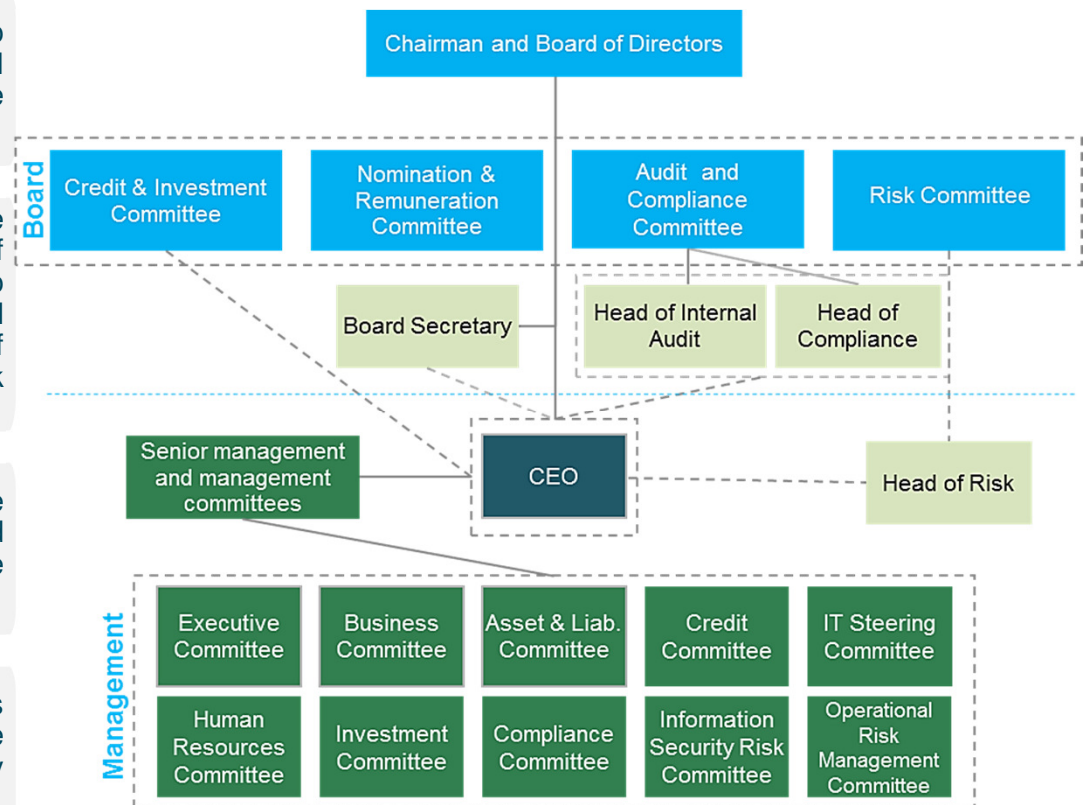 Chairman and Board of Directors
Board
Credit & Investment
Committee
Nomination &
Remuneration
Committee
Audit and
Compliance
Committee
Risk Committee
Board Secretary
Head of Internal
Audit
Head of
Compliance
Senior management
and management
committees
CEO
Head of Risk
Management
Executive
Committee
Business
Committee
Asset & Liab.
Committee
Credit
Committee
IT Steering
Committee
Human
Resources
Committee
Investment
Committee
Compliance
Committee
Information
Security Risk
Committee
Operational
Risk
Management
Committee